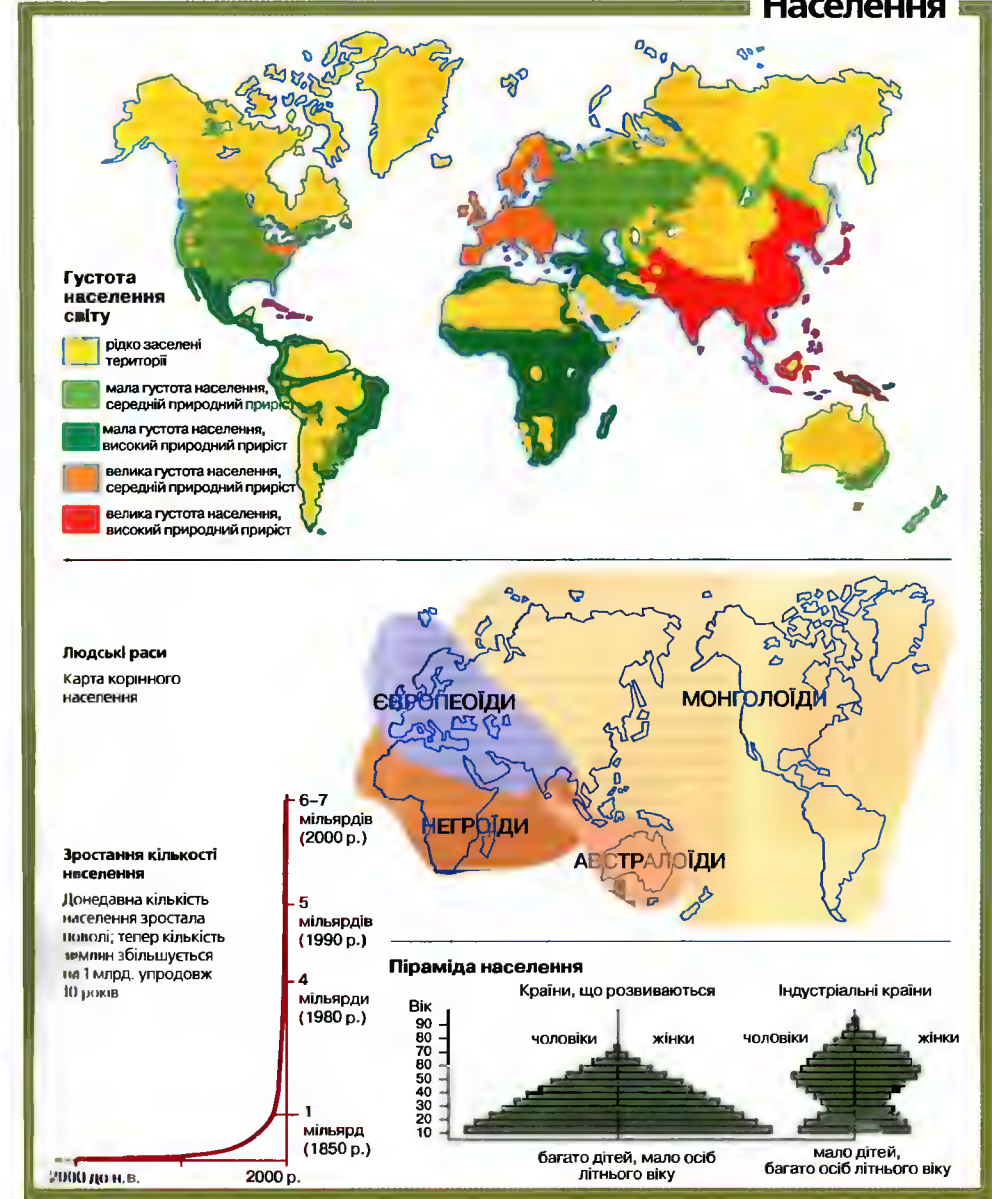 Населення
Густота
населення
світу
рідко заселені
території
мала густота населення,
середній природний приріст
мала густота населення,
високий природний приріст
велика густота населення,
середній природний приріст
велика густота населення,
високий природний приріст
Людські раси
Карта корінного
населення
ЄВРОПЕОЇДИ
МОНГОЛОЇДИ
НЕГРОЇДИ
АВСТРАЛОЇДИ
Зростання кількості
населення
Донедавна кількість
населення зростала
поволі; тепер кількість
землян збільшується
на 1 млрд. упродовж
10 років
6–7
мільярдів
(2000 р.)
5
мільярдів
(1990 р.)
4
мільярди
(1980 р.)
1
мільярд
(1850 р.)
2000 до н.в.
2000 р.
Піраміда населення
Країни, що розвиваються
Індустріальні країни
Вік
90
80
70
80
50
40
30
20
10
чоловіки
жінки
чоловіки
жінки
багато дітей, мало осіб
літнього віку
мало дітей,
багато осіб літнього віку